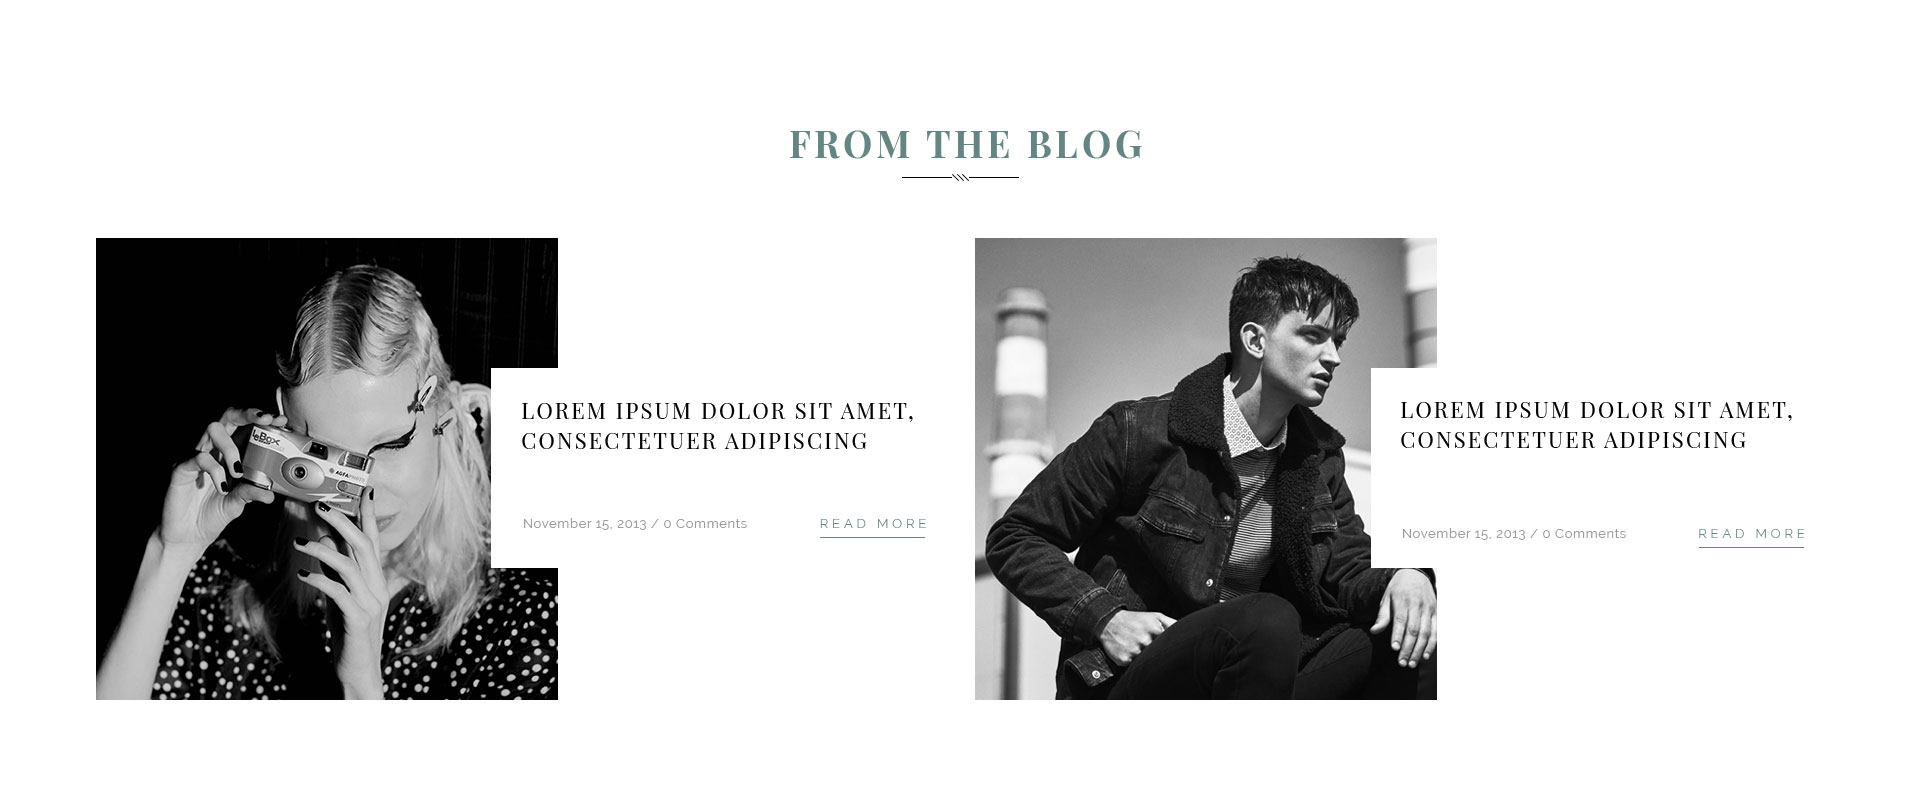 FROM THE BLOG
LeBox
AGFAPHOTO
LOREM IPSUM DOLOR SIT AMET,
CONSECTETUER ADIPISCING
November 15, 2013 / 0 Comments
READ MORE
LOREM IPSUM DOLOR SIT AMET,
CONSECTETUER ADIPISCING
November 15, 2013 / 0 Comments
READ MORE